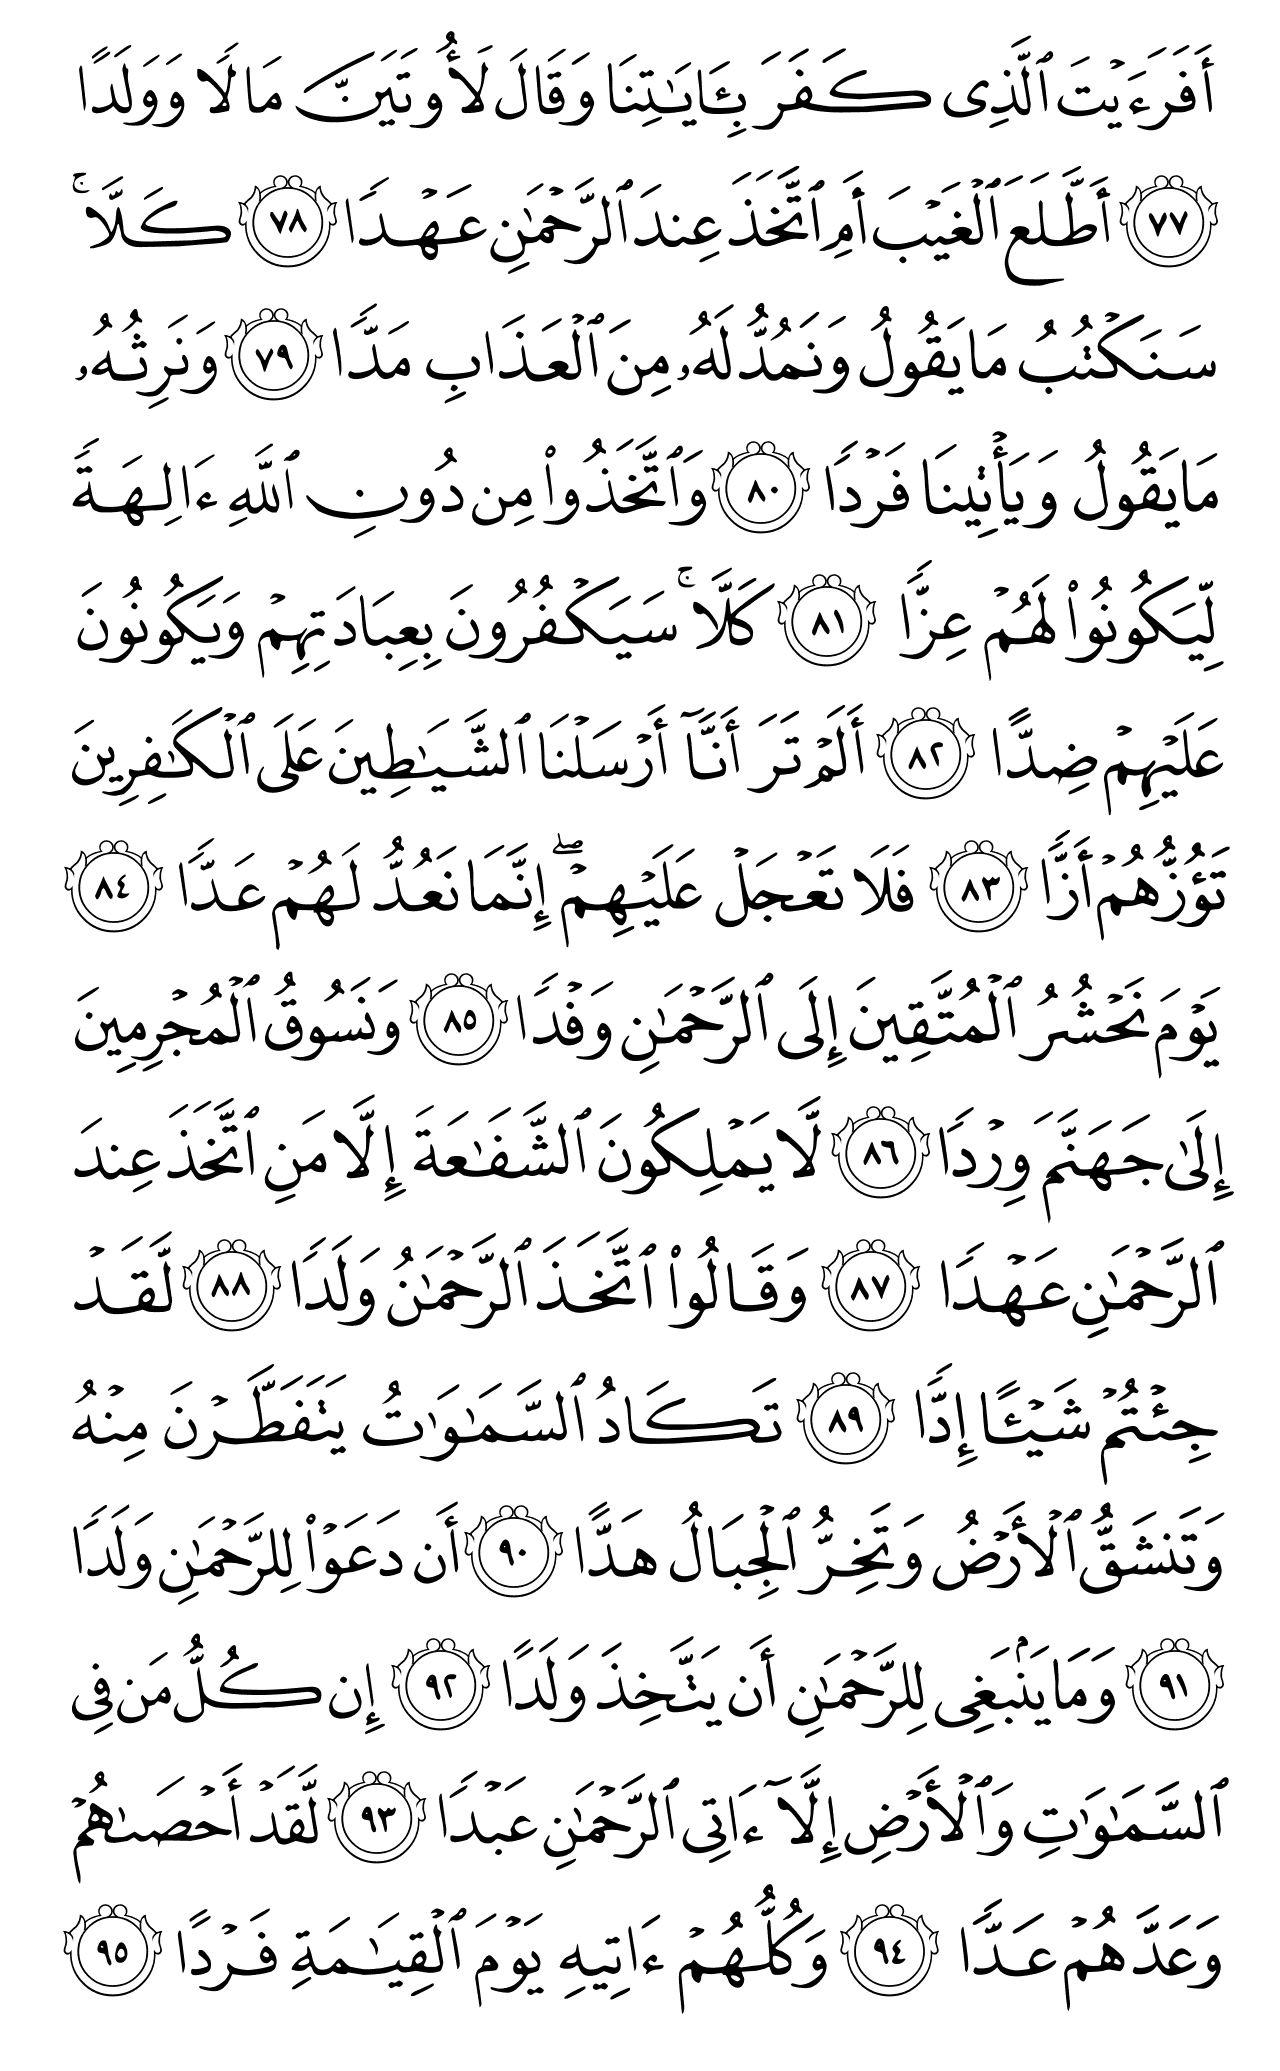 أَفَرَءَيۡتَ ٱلَّذِى كَفَرَ بِـَٔايَٰتِنَا وَقَالَ لَأُوتَيَنَّ مَالًا وَوَلَدًا
٧٧ أَطَّلَعَ ٱلۡغَيۡبَ أَمِ ٱتَّخَذَ عِندَ ٱلرَّحۡمَٰنِ عَهۡدًا ٧٨ كَلَّاۚ
سَنَكۡتُبُ مَا يَقُولُ وَنَمُدُّ لَهُۥ مِنَ ٱلۡعَذَابِ مَدًّا ٧٩ وَنَرِثُهُۥ
مَا يَقُولُ وَيَأۡتِينَا فَرۡدًا ٨٠ وَٱتَّخَذُوا۟ مِن دُونِ ٱللَّهِ ءَالِهَةً
لِّيَكُونُوا۟ لَهُمۡ عِزًّا ٨١ كَلَّاۚ سَيَكۡفُرُونَ بِعِبَادَتِهِمۡ وَيَكُونُونَ
عَلَيۡهِمۡ ضِدًّا ٨٢ أَلَمۡ تَرَ أَنَّآ أَرۡسَلۡنَا ٱلشَّيَٰطِينَ عَلَى ٱلۡكَٰفِرِينَ
تَؤُزُّهُمۡ أَزًّا ٨٣ فَلَا تَعۡجَلۡ عَلَيۡهِمۡۖ إِنَّمَا نَعُدُّ لَهُمۡ عَدًّا ٨٤
يَوۡمَ نَحۡشُرُ ٱلۡمُتَّقِينَ إِلَى ٱلرَّحۡمَٰنِ وَفۡدًا ٨٥ وَنَسُوقُ ٱلۡمُجۡرِمِينَ
إِلَىٰ جَهَنَّمَ وِرۡدًا ٨٦ لَّا يَمۡلِكُونَ ٱلشَّفَٰعَةَ إِلَّا مَنِ ٱتَّخَذَ عِندَ
ٱلرَّحۡمَٰنِ عَهۡدًا ٨٧ وَقَالُوا۟ ٱتَّخَذَ ٱلرَّحۡمَٰنُ وَلَدًا ٨٨ لَّقَدۡ
جِئۡتُمۡ شَيۡـًٔا إِدًّا ٨٩ تَكَادُ ٱلسَّمَٰوَٰتُ يَتَفَطَّرۡنَ مِنۡهُ
وَتَنشَقُّ ٱلۡأَرۡضُ وَتَخِرُّ ٱلۡجِبَالُ هَدًّا ٩٠ أَن دَعَوۡا۟ لِلرَّحۡمَٰنِ وَلَدًا
٩١ وَمَا يَنۢبَغِى لِلرَّحۡمَٰنِ أَن يَتَّخِذَ وَلَدًا ٩٢ إِن كُلُّ مَن فِى
ٱلسَّمَٰوَٰتِ وَٱلۡأَرۡضِ إِلَّآ ءَاتِى ٱلرَّحۡمَٰنِ عَبۡدًا ٩٣ لَّقَدۡ أَحۡصَىٰهُمۡ
وَعَدَّهُمۡ عَدًّا ٩٤ وَكُلُّهُمۡ ءَاتِيهِ يَوۡمَ ٱلۡقِيَٰمَةِ فَرۡدًا ٩٥